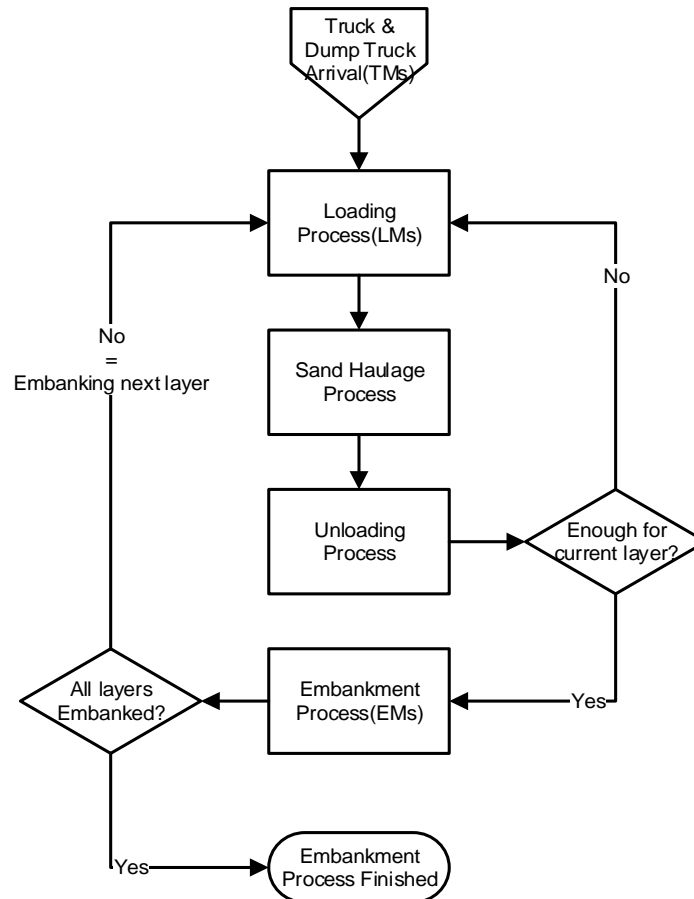 Truck &
Dump Truck
Arrival(TMs)
Loading
Process(LMs)
No
No
=
Embanking next layer
Sand Haulage
Process
Unloading
Process
Enough for
current layer?
All layers
Embanked?
Embankment
Process(EMs)
Yes
Yes
Embankment
Process Finished